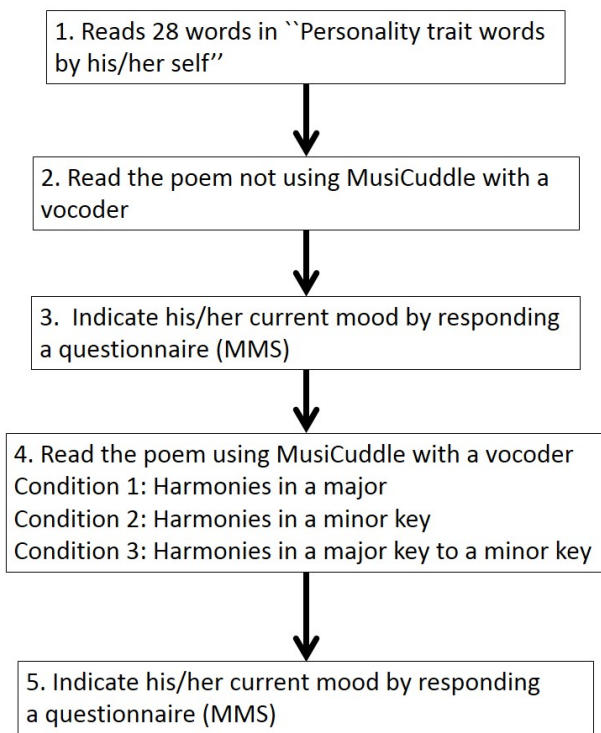 1. Reads 28 words in ``Personality trait words
by his/her self’’
2. Read the poem not using MusiCuddle with a
vocoder
3.  Indicate his/her current mood by responding
a questionnaire (MMS)
4. Read the poem using MusiCuddle with a vocoder
Condition 1: Harmonies in a major
Condition 2: Harmonies in a minor key
Condition 3: Harmonies in a major key to a minor key
5. Indicate his/her current mood by responding
a questionnaire (MMS)